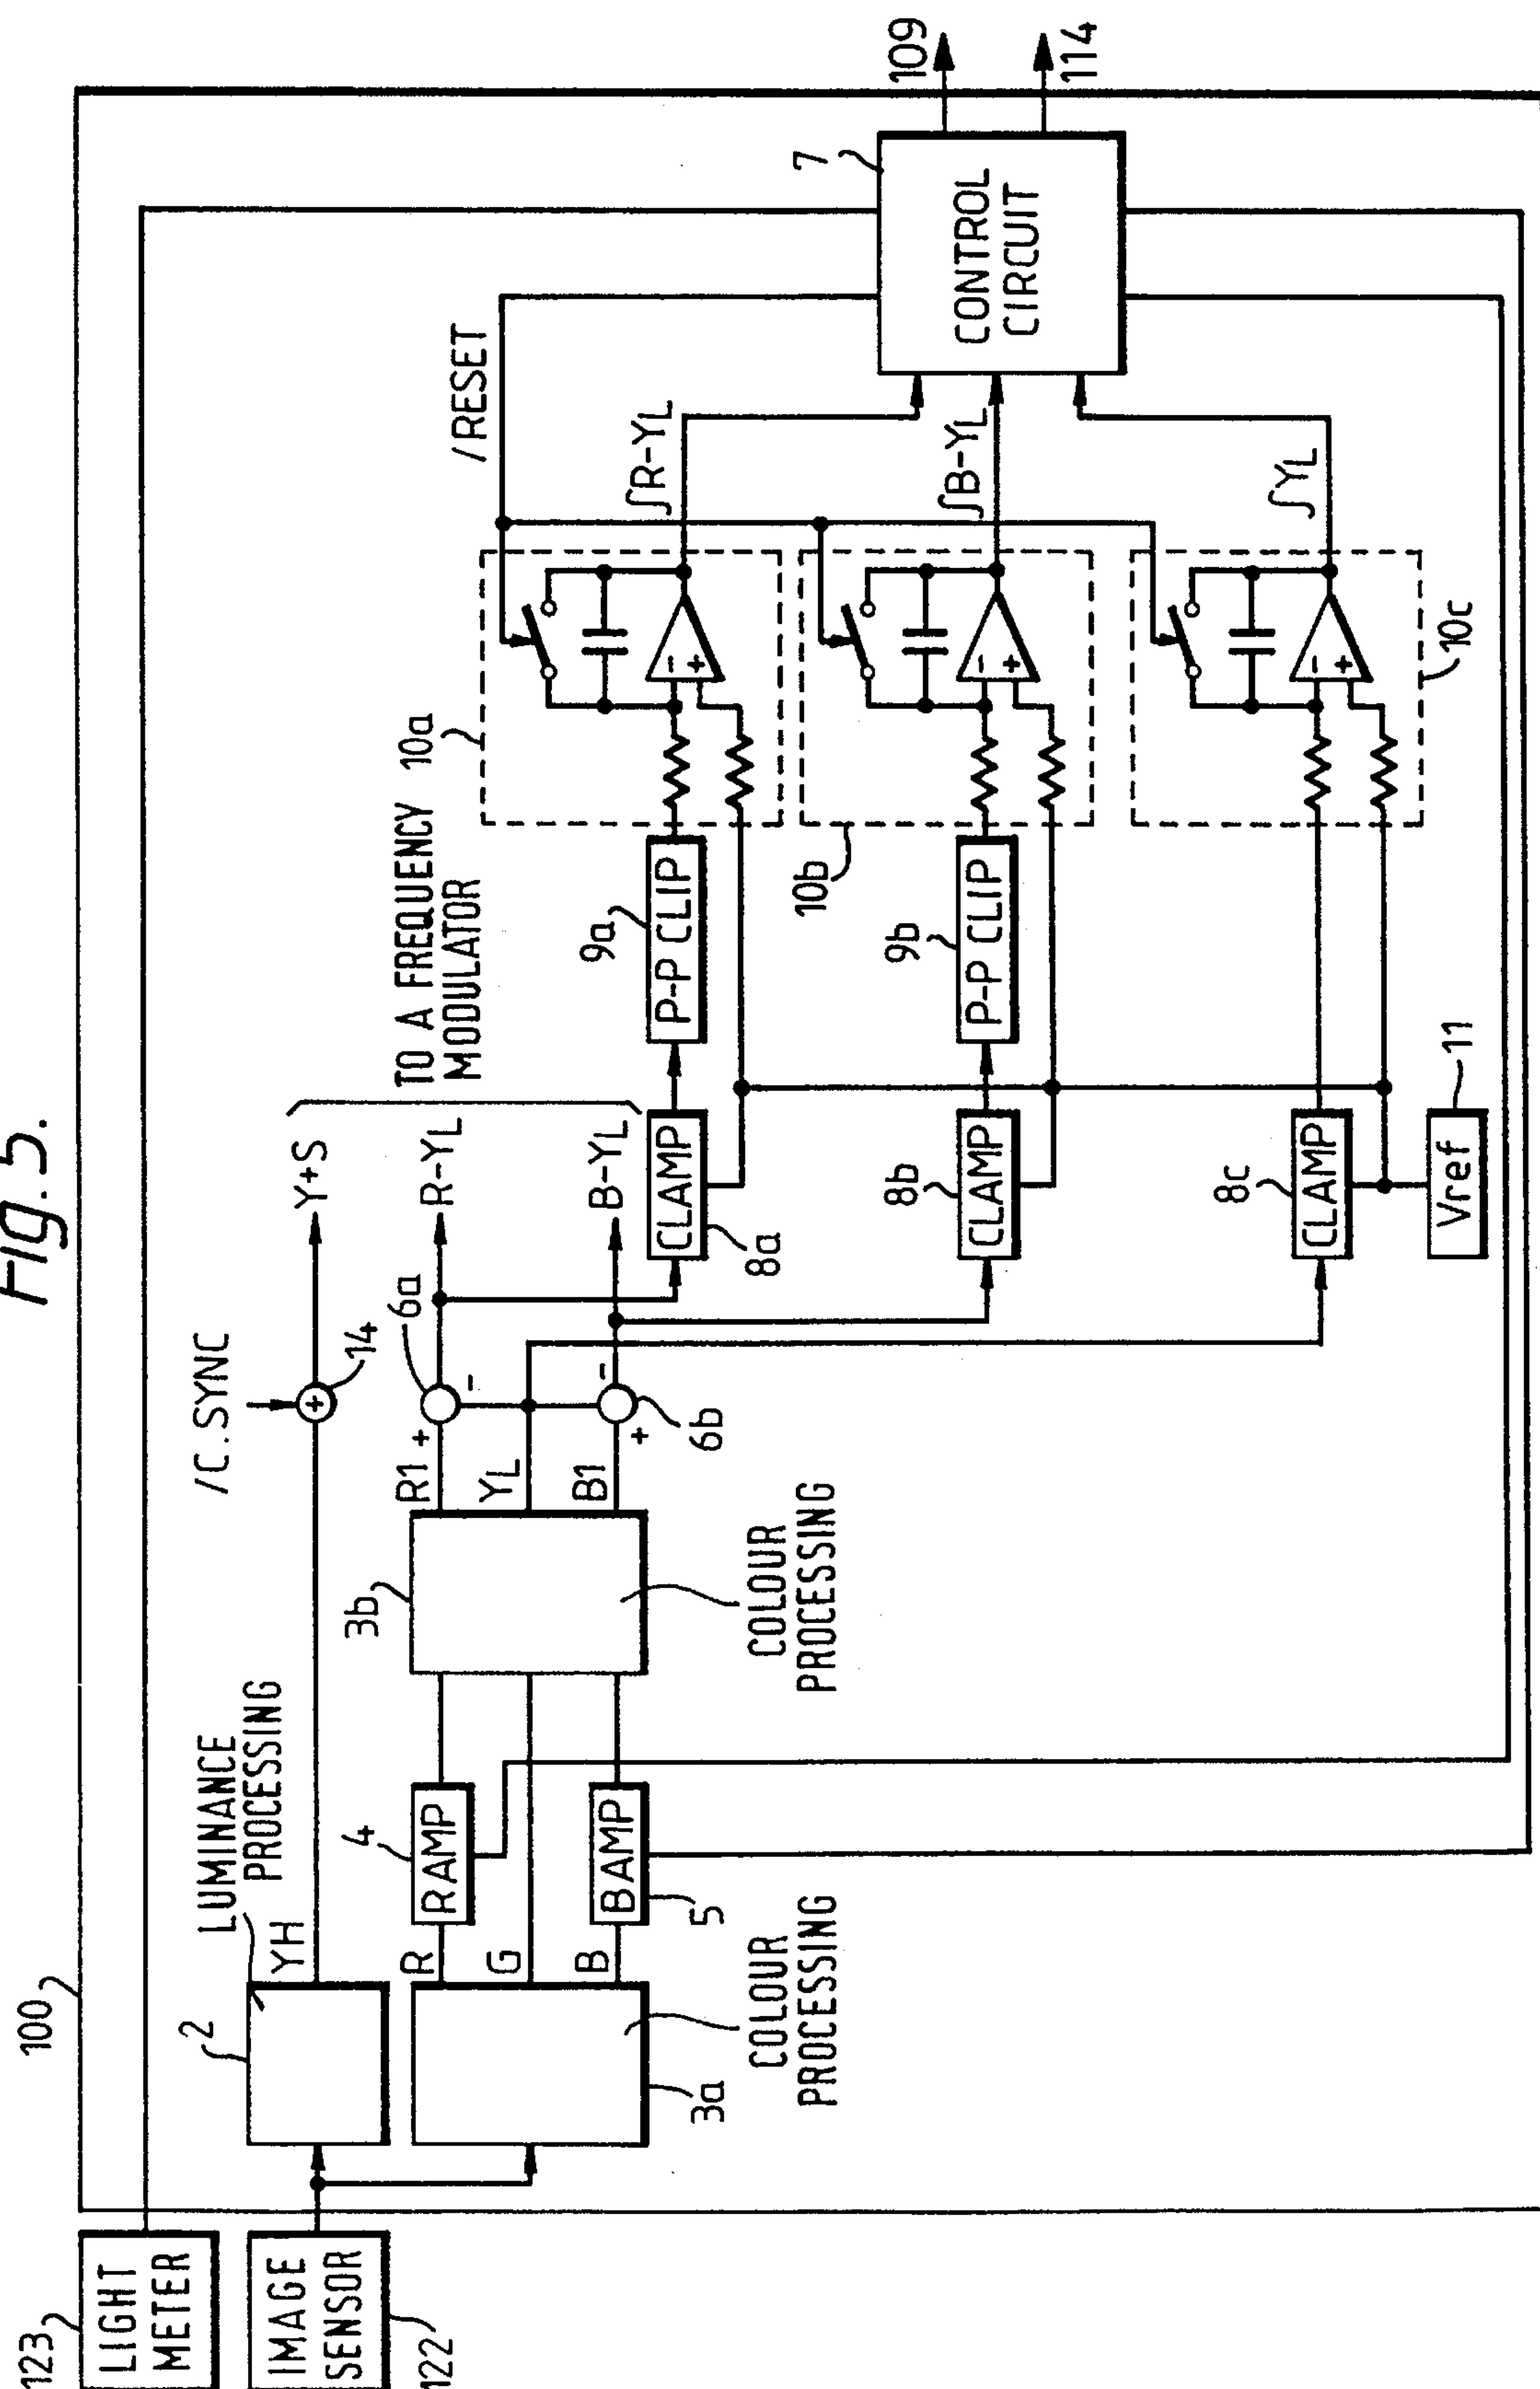 Fig. 5.
123
LIGHT
METER
IMAGE
SENSOR
122
100
2
LUMINANCE
PROCESSING
YH
/C.SYNC
14
+
Y+S
R
G
B
3a
COLOUR
PROCESSING
4
R AMP
B AMP
5
3b
COLOUR
PROCESSING
R1
YL
B1
+
-
6a
+
-
6b
R-YL
B-YL
TO A FREQUENCY
MODULATOR
CLAMP
8a
8b
CLAMP
8c
CLAMP
Vref
11
9a
P-P CLIP
9b
P-P CLIP
10a
-
+
10b
-
+
10c
-
+
/RESET
∫R-YL
∫B-YL
∫YL
7
CONTROL
CIRCUIT
109
114